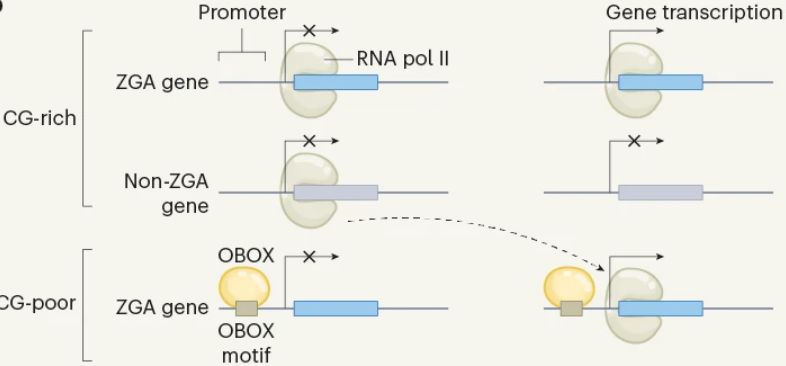 Promoter
Gene transcription
RNA pol II
ZGA gene
CG-rich
Non-ZGA
gene
OBOX
CG-poor
ZGA gene
OBOX
motif